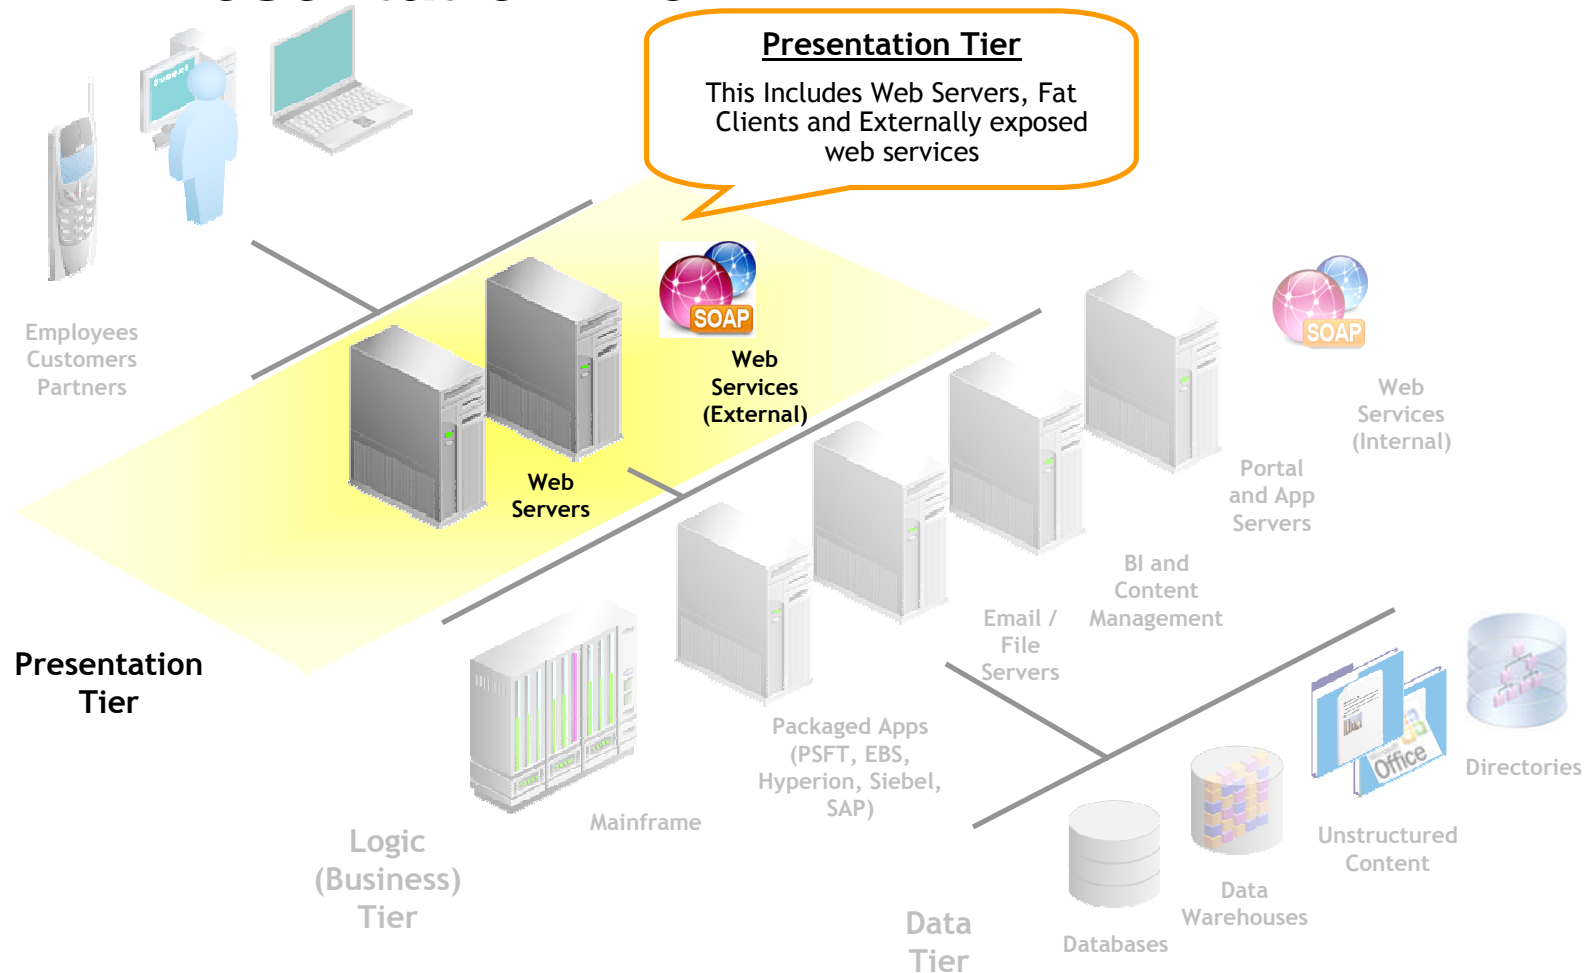 Presentation Tier
This Includes Web Servers, Fat
Clients and Externally exposed
web services
Employees
Customers
Partners
SOAP
Web
Services
(External)
Web
Servers
SOAP
Web
Services
(Internal)
Portal
and App
Servers
BI and
Content
Management
Email /
File
Servers
Presentation
Tier
Packaged Apps
(PSFT, EBS,
Hyperion, Siebel,
SAP)
Mainframe
Logic
(Business)
Tier
Office
Directories
Unstructured
Content
Data
Warehouses
Databases
Data
Tier